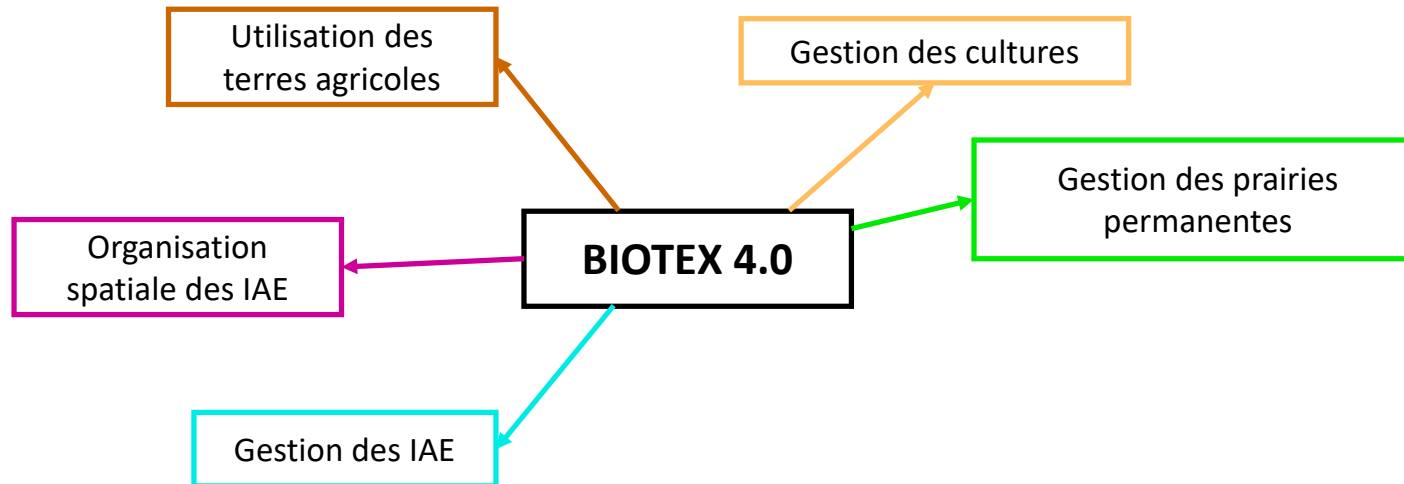 Utilisation des
terres agricoles
Gestion des cultures
Gestion des prairies
permanentes
Organisation
spatiale des IAE
BIOTEX 4.0
Gestion des IAE